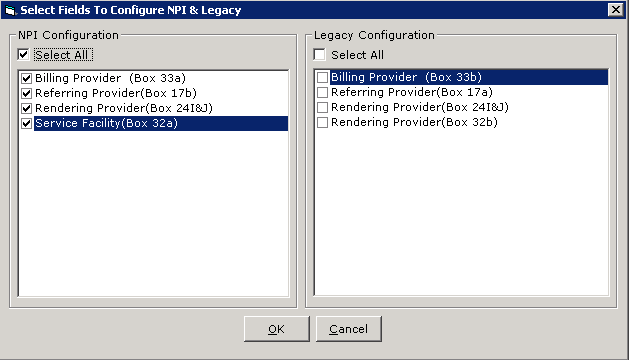 Select Fields To Configure NPI & Legacy
NPI Configuration
Select All
Billing Provider  (Box 33a)
Referring Provider(Box 17b)
Rendering Provider(Box 24I&J)
Service Facility(Box 32a)
Legacy Configuration
Select All
Billing Provider  (Box 33b)
Referring Provider(Box 17a)
Rendering Provider(Box 24I&J)
Rendering Provider(Box 32b)
OK
Cancel